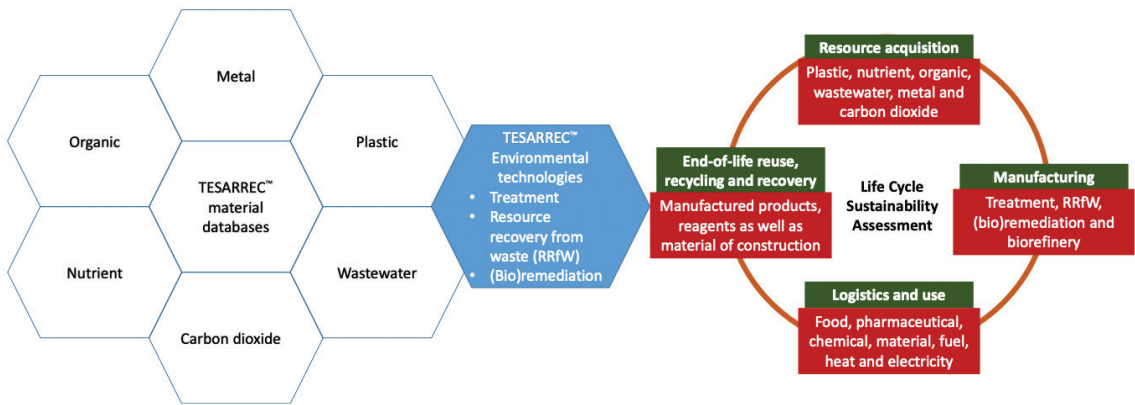 Metal
Organic
Plastic
TESARREC™
material
databases
Nutrient
Wastewater
Carbon dioxide
TESARREC™
Environmental
technologies
• Treatment
• Resource
recovery from
waste (RRfW)
• (Bio)remediation
Resource acquisition
Plastic, nutrient, organic,
wastewater, metal and
carbon dioxide
End-of-life reuse,
recycling and recovery
Manufactured products,
reagents as well as
material of construction
Life Cycle
Sustainability
Assessment
Manufacturing
Treatment, RRfW,
(bio)remediation and
biorefinery
Logistics and use
Food, pharmaceutical,
chemical, material, fuel,
heat and electricity